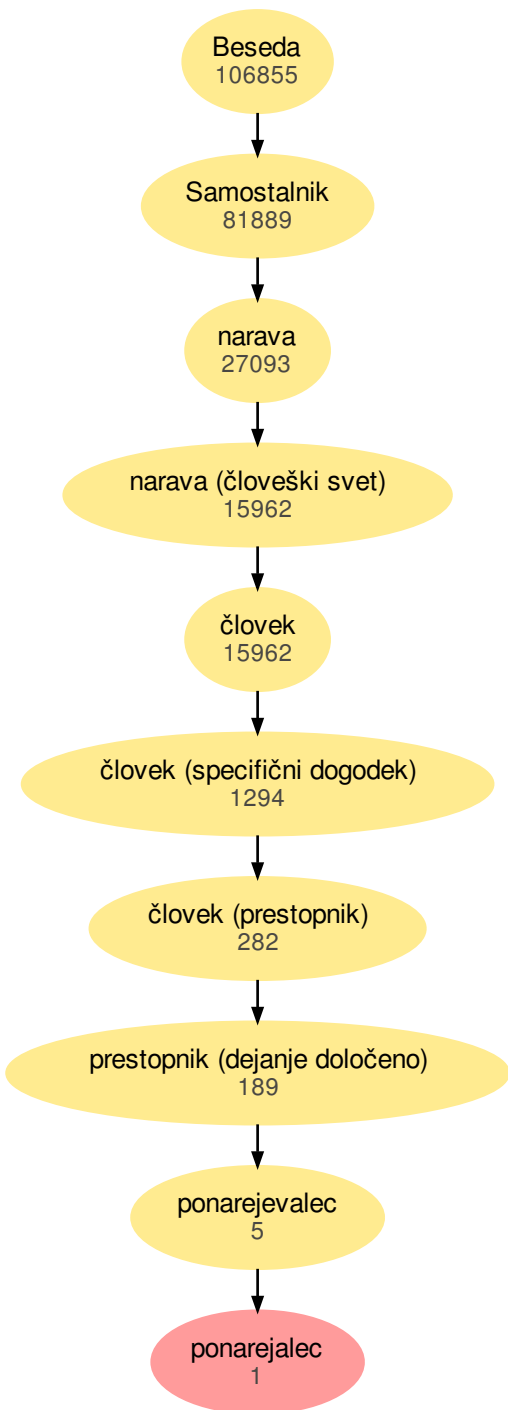 Beseda
106855
Samostalnik
81889
narava
27093
narava (človeški svet)
15962
človek
15962
človek (specifični dogodek)
1294
človek (prestopnik)
282
prestopnik (dejanje določeno)
189
ponarejevalec
5
ponarejalec
1